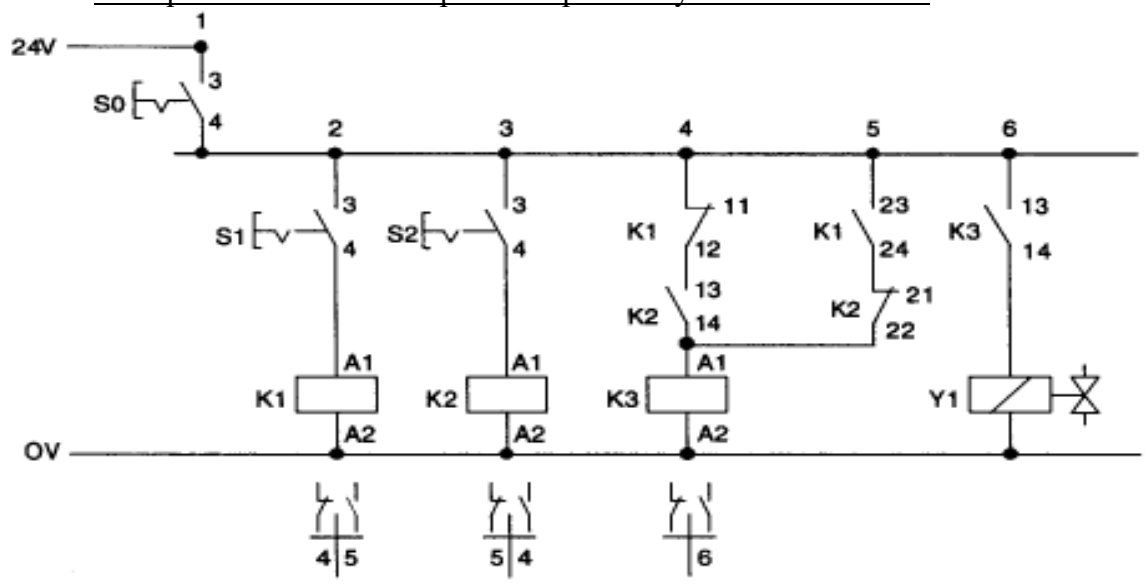 1
24V
3
S0
4
2 3 4 5 6
3 3 11 23 13
S1 S2 K1 K1 K3
4 4 12 24 14
13 21
K2 K2
14 22
A1 A1 A1
K1 K2 K3 Y1
A2 A2 A2
0V
4 5 5 4 6